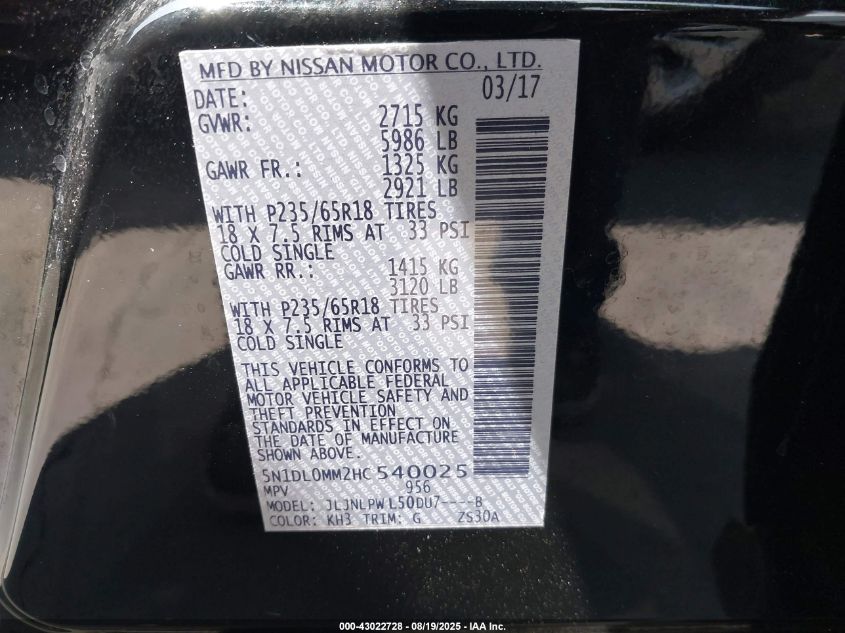 MFD BY NISSAN MOTOR CO., LTD.
DATE: 03/17
GVWR: 2715 KG
5986 LB
GAWR FR.: 1325 KG
2921 LB
WITH P235/65R18 TIRES
18 X 7.5 RIMS AT 33 PSI
COLD SINGLE
GAWR RR.: 1415 KG
3120 LB
WITH P235/65R18 TIRES
18 X 7.5 RIMS AT 33 PSI
COLD SINGLE
THIS VEHICLE CONFORMS TO
ALL APPLICABLE FEDERAL
MOTOR VEHICLE SAFETY AND
THEFT PREVENTION
STANDARDS IN EFFECT ON
THE DATE OF MANUFACTURE
SHOWN ABOVE.
5N1DL0MM2HC540025
MPV 956
MODEL: JLJNLPW L50DU7----B
COLOR: KH3 TRIM: G ZS30A
000-43022728 - 08/19/2025 - IAA Inc.